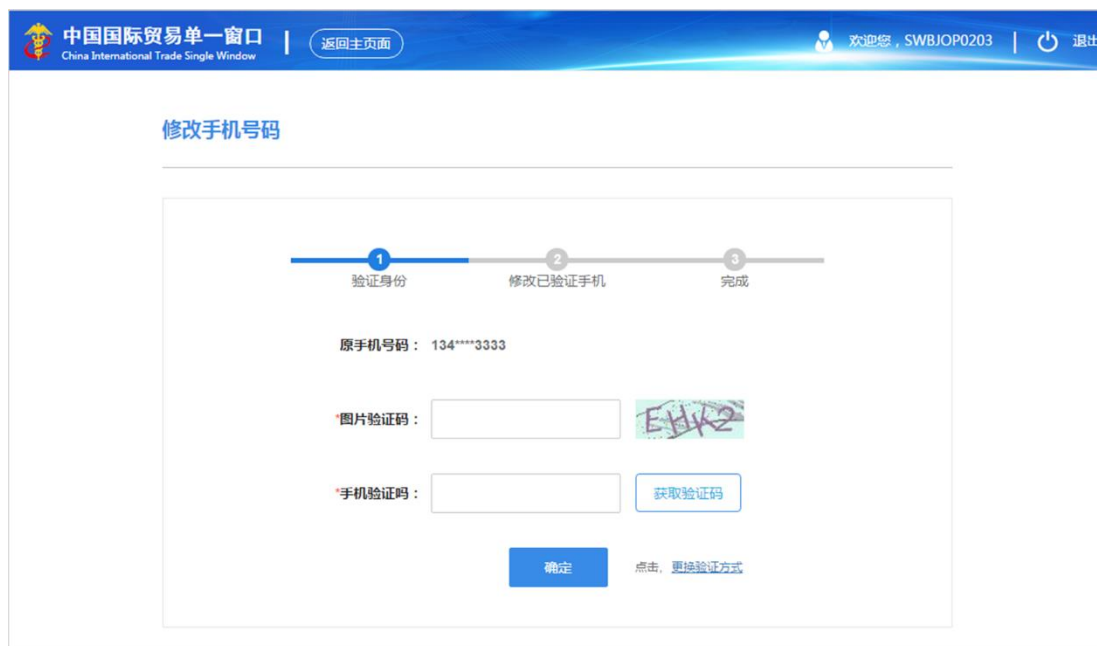 中国国际贸易单一窗口
China International Trade Single Window
返回主页面
欢迎您，SWBJOP0203
退出
修改手机号码
1
2
3
验证身份
修改已验证手机
完成
原手机号码： 134****3333
*图片验证码： EHK2
*手机验证吗： 获取验证码
确定 点击，更换验证方式